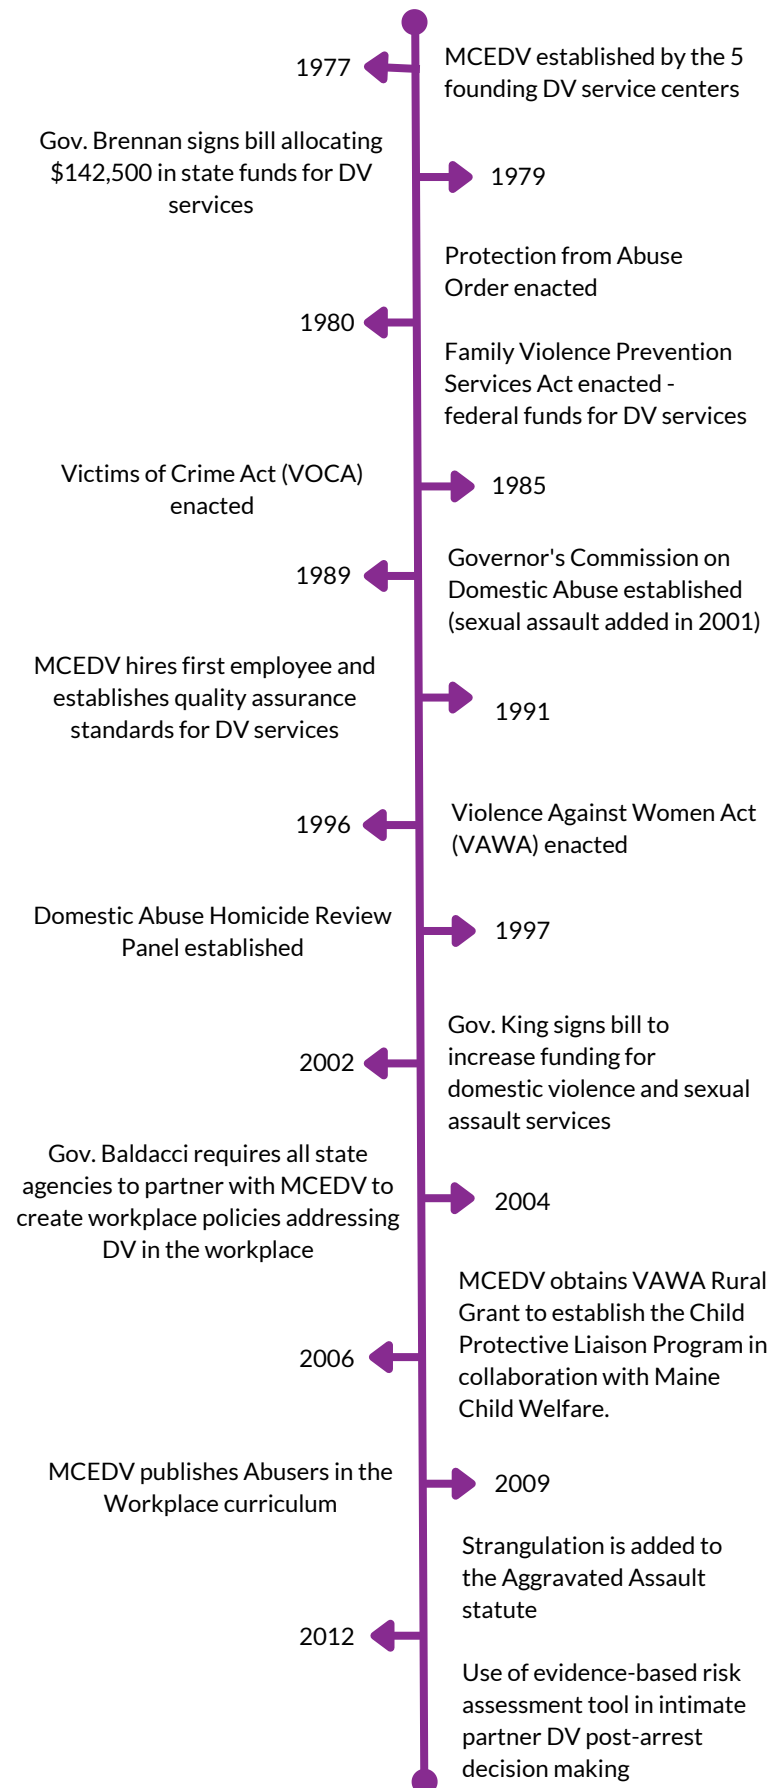 1977
MCEDV established by the 5
founding DV service centers
Gov. Brennan signs bill allocating
$142,500 in state funds for DV
services
1979
Protection from Abuse
Order enacted
1980
Family Violence Prevention
Services Act enacted -
federal funds for DV services
Victims of Crime Act (VOCA)
enacted
1985
1989
Governor's Commission on
Domestic Abuse established
(sexual assault added in 2001)
MCEDV hires first employee and
establishes quality assurance
standards for DV services
1991
1996
Violence Against Women Act
(VAWA) enacted
Domestic Abuse Homicide Review
Panel established
1997
2002
Gov. King signs bill to
increase funding for
domestic violence and sexual
assault services
Gov. Baldacci requires all state
agencies to partner with MCEDV to
create workplace policies addressing
DV in the workplace
2004
2006
MCEDV obtains VAWA Rural
Grant to establish the Child
Protective Liaison Program in
collaboration with Maine
Child Welfare.
MCEDV publishes Abusers in the
Workplace curriculum
2009
Strangulation is added to
the Aggravated Assault
statute
2012
Use of evidence-based risk
assessment tool in intimate
partner DV post-arrest
decision making